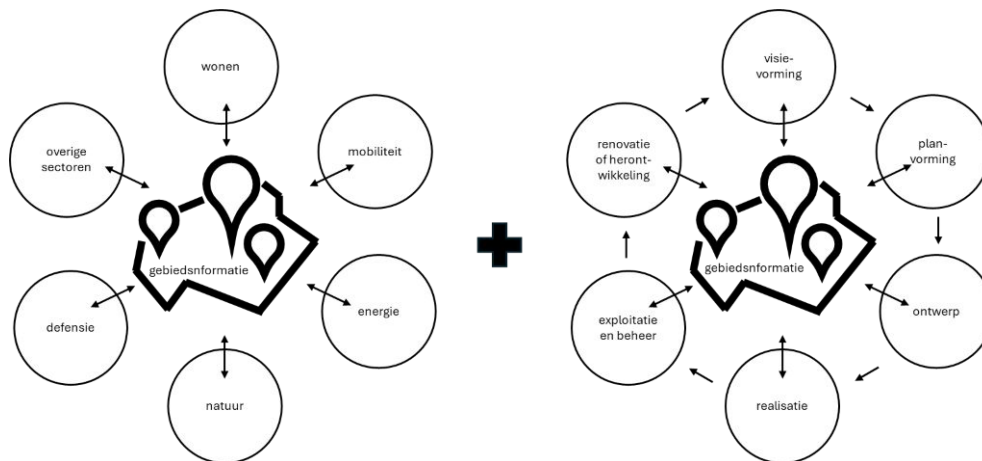 wonen
overige
sectoren
mobiliteit
gebiedsnformatie
defensie
energie
natuur
visie-
vorming
renovatie
of heront-
wikkeling
plan-
vorming
gebiedsnformatie
exploitatie
en beheer
ontwerp
realisatie